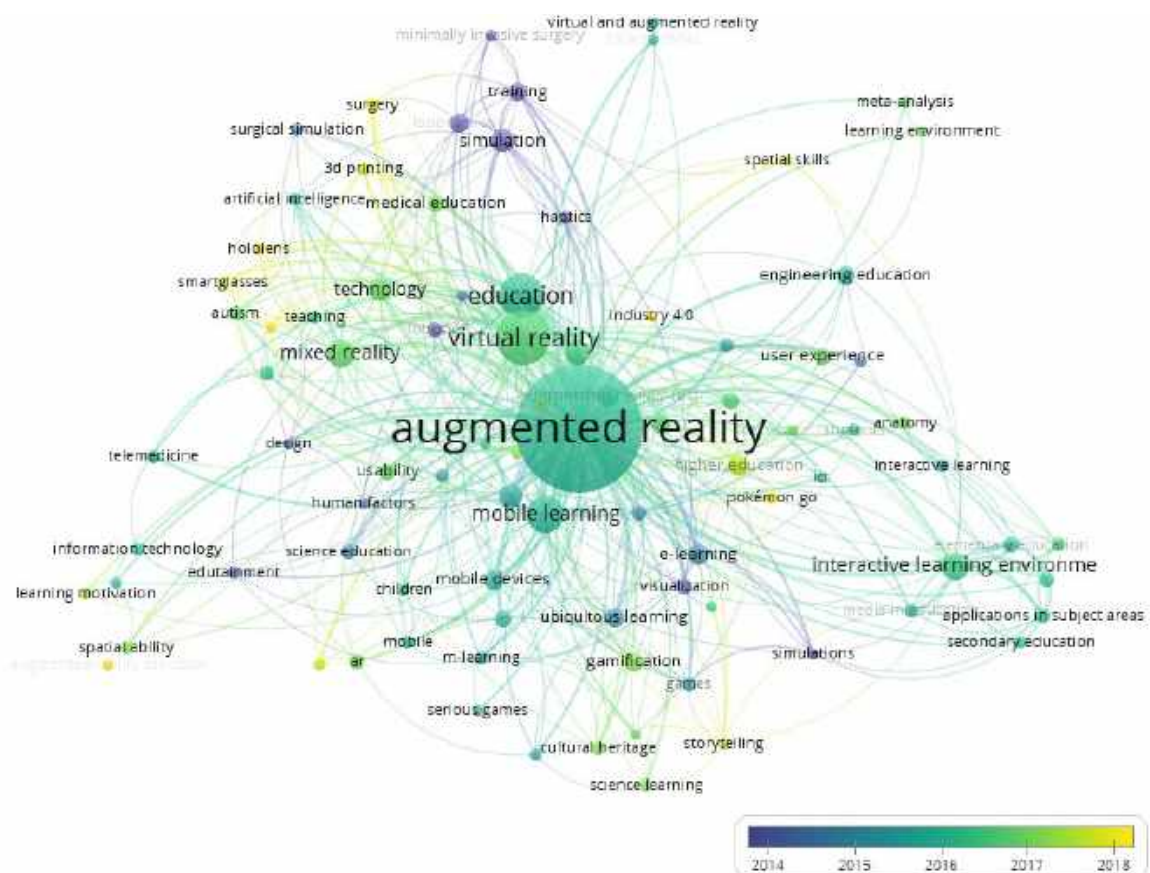 virtual and augmented reality
minimally invasive surgery
training
surgery
meta-analysis
surgical simulation
learning environment
simulation
spatial skills
3d printing
artificial intelligence
medical education
haptics
hololens
engineering education
smartglasses
technology
education
autism
teaching
industry 4.0
virtual reality
mixed reality
user experience
augmented reality
anatomy
design
telemedicine
usability
higher education
interactive learning
ict
pokémon go
human factors
mobile learning
information technology
science education
e-learning
interactive learning environme
edutainment
mobile devices
visualization
learning motivation
children
ubiquitous learning
applications in subject areas
spatial ability
mobile
secondary education
m-learning
gamification
simulations
ar
games
serious games
cultural heritage
storytelling
science learning
2014 2015 2016 2017 2018